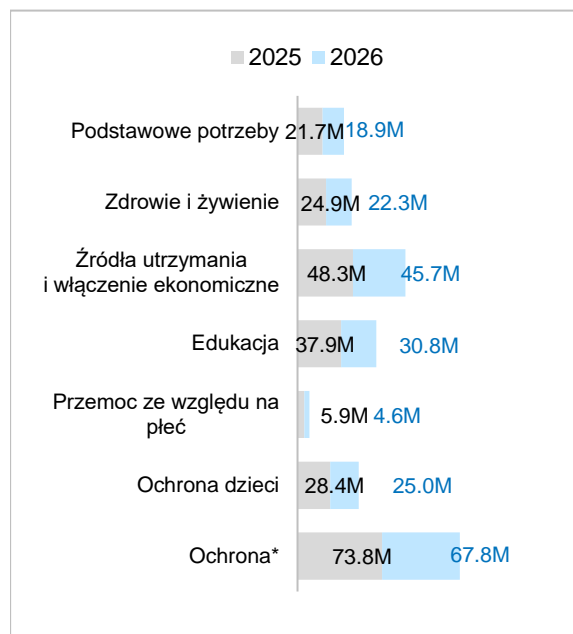 2025 2026
Podstawowe potrzeby 21.7M 18.9M
Zdrowie i żywienie 24.9M 22.3M
Źródła utrzymania
i włączenie ekonomiczne 48.3M 45.7M
Edukacja 37.9M 30.8M
Przemoc ze względu na
płeć 5.9M 4.6M
Ochrona dzieci 28.4M 25.0M
Ochrona* 73.8M 67.8M